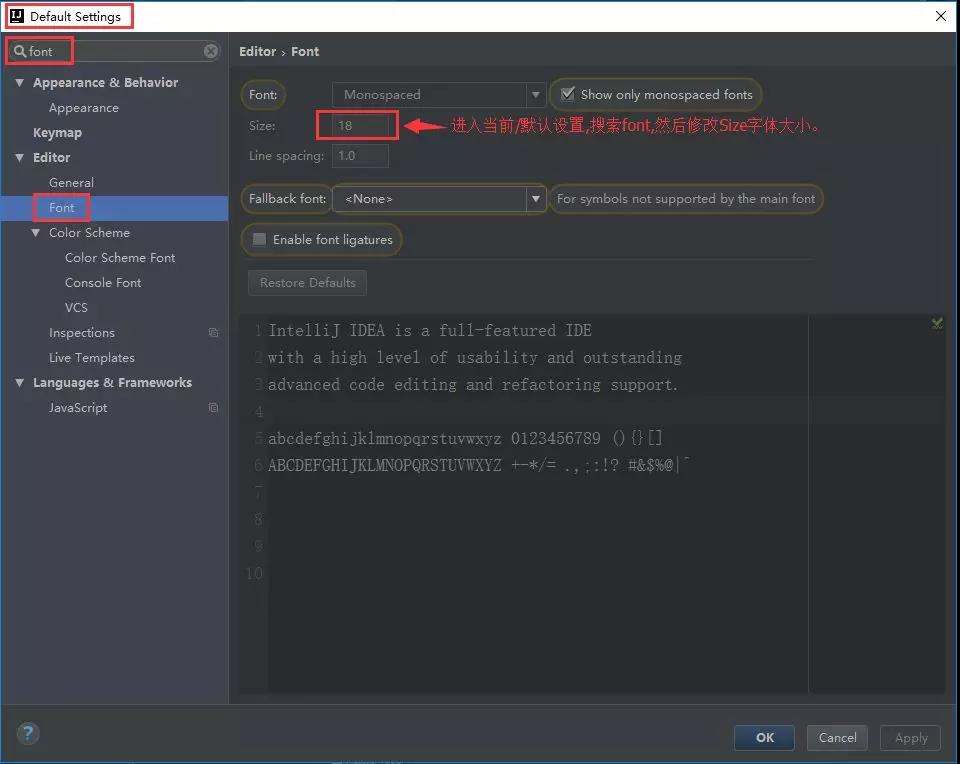 Default Settings
font
Appearance & Behavior
Appearance
Keymap
Editor
General
Font
Color Scheme
Color Scheme Font
Console Font
VCS
Inspections
Live Templates
Languages & Frameworks
JavaScript
Editor › Font
Font: Monospaced Show only monospaced fonts
Size: 18 进入当前/默认设置,搜索font,然后修改Size字体大小。
Line spacing: 1.0
Fallback font: <None> For symbols not supported by the main font
Enable font ligatures
Restore Defaults
1 IntelliJ IDEA is a full-featured IDE
2 with a high level of usability and outstanding
3 advanced code editing and refactoring support.
4
5 abcdefghijklmnopqrstuvwxyz 0123456789 (){}[]
6 ABCDEFGHIJKLMNOPQRSTUVWXYZ +-*/= .,;:!? #&$%@|^
7
8
9
10
?
OK Cancel Apply